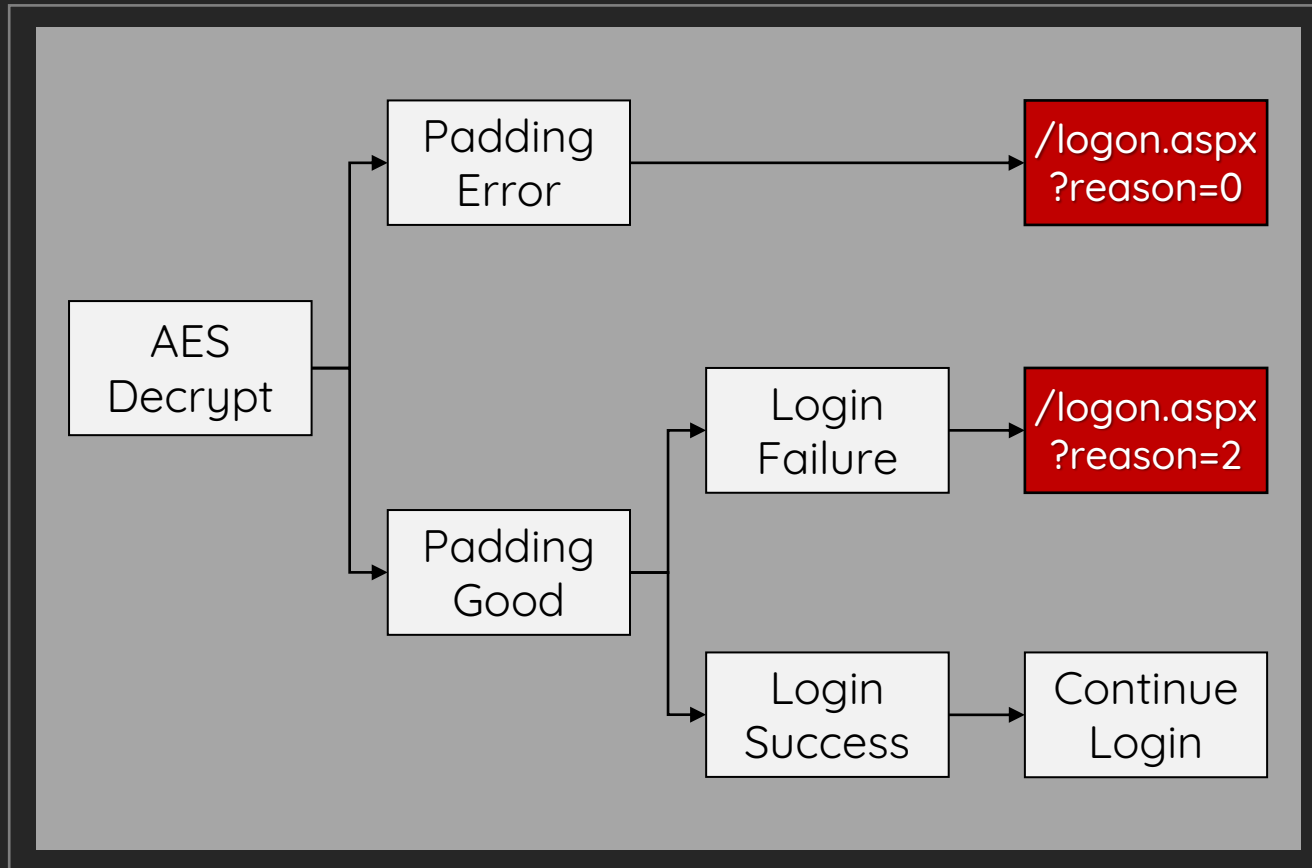 Padding
Error
/logon.aspx
?reason=0
AES
Decrypt
Login
Failure
/logon.aspx
?reason=2
Padding
Good
Login
Success
Continue
Login